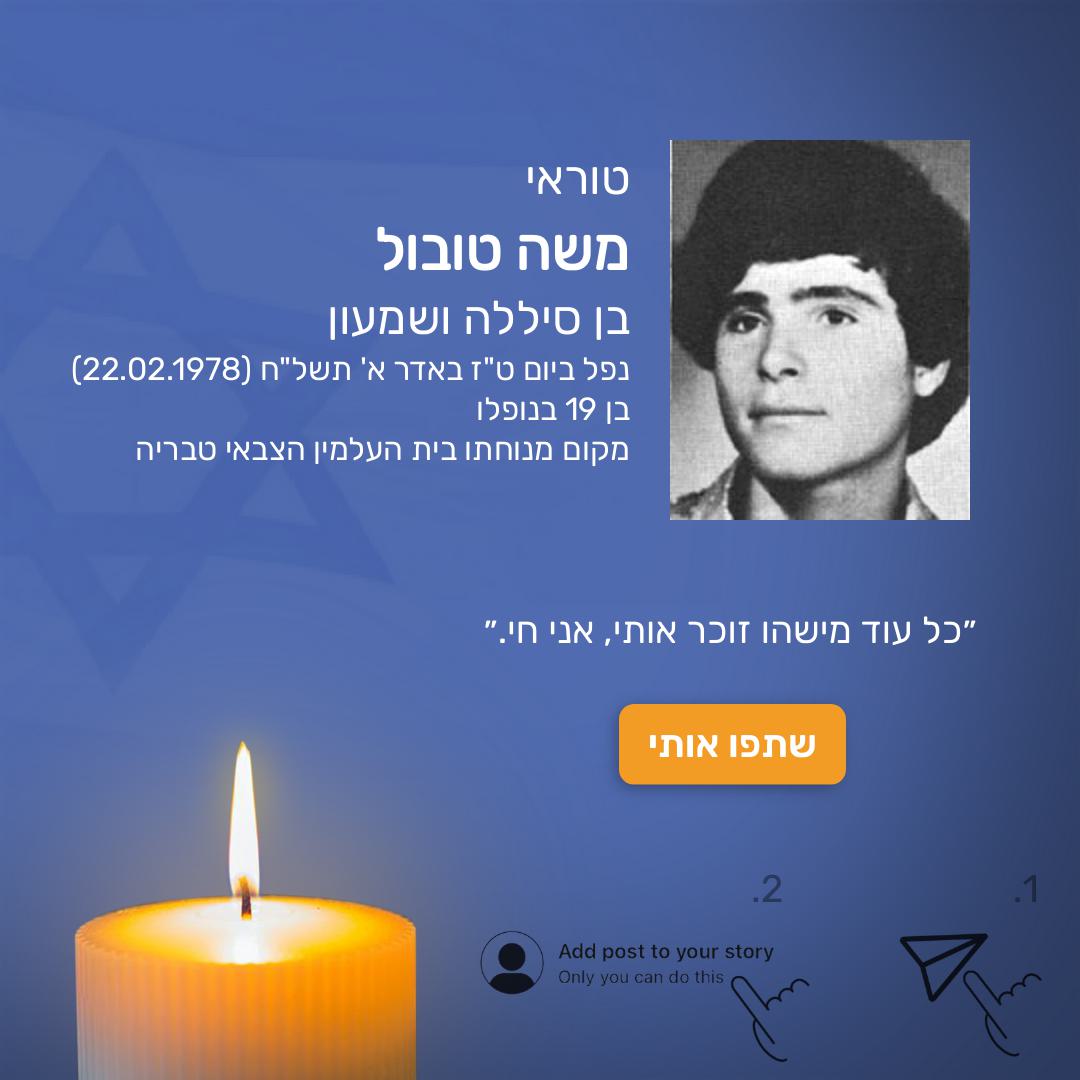 טוראי
משה טובול
בן סיללה ושמעון
נפל ביום ט"ז באדר א' תשל"ח (22.02.1978)
בן 19 בנופלו
מקום מנוחתו בית העלמין הצבאי טבריה
"כל עוד מישהו זוכר אותי, אני חי."
שתפו אותי
1.
2.
Add post to your story
Only you can do this